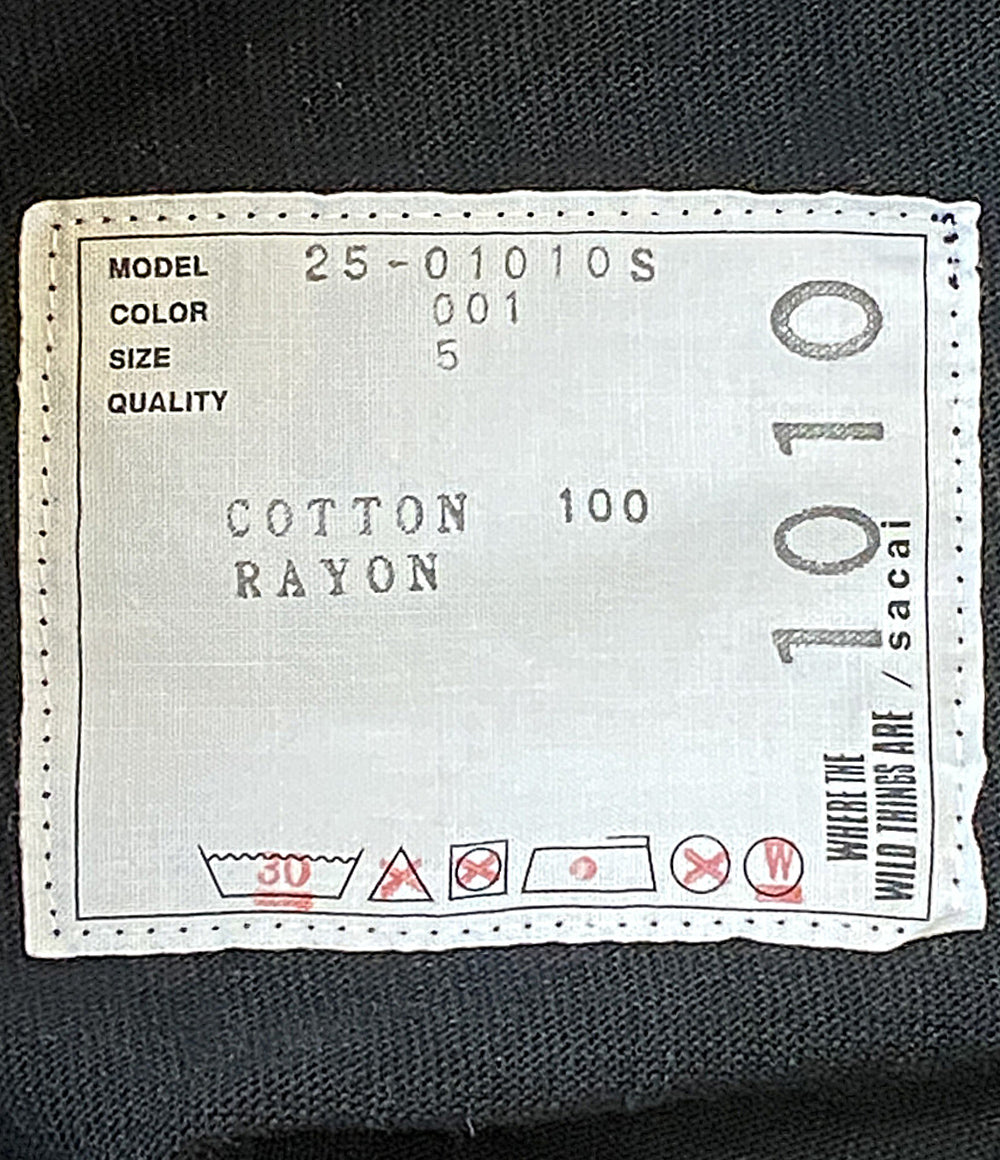 MODEL 25-01010S
COLOR 001
SIZE 5
QUALITY
COTTON 100
RAYON
30
W
1010
WHERE THE
WILD THINGS ARE / sacai